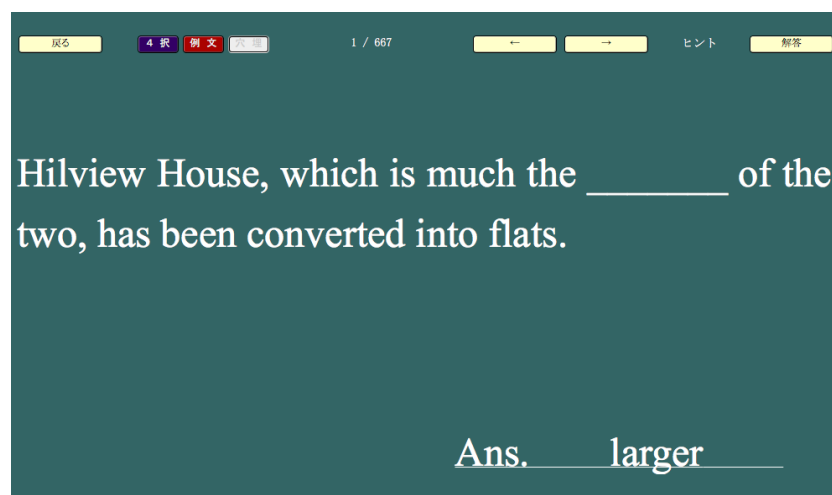 戻る 4 択 例 文 穴 埋 1 / 667 ← → ヒント 解答
Hilview House, which is much the _______ of the
two, has been converted into flats.
Ans. larger